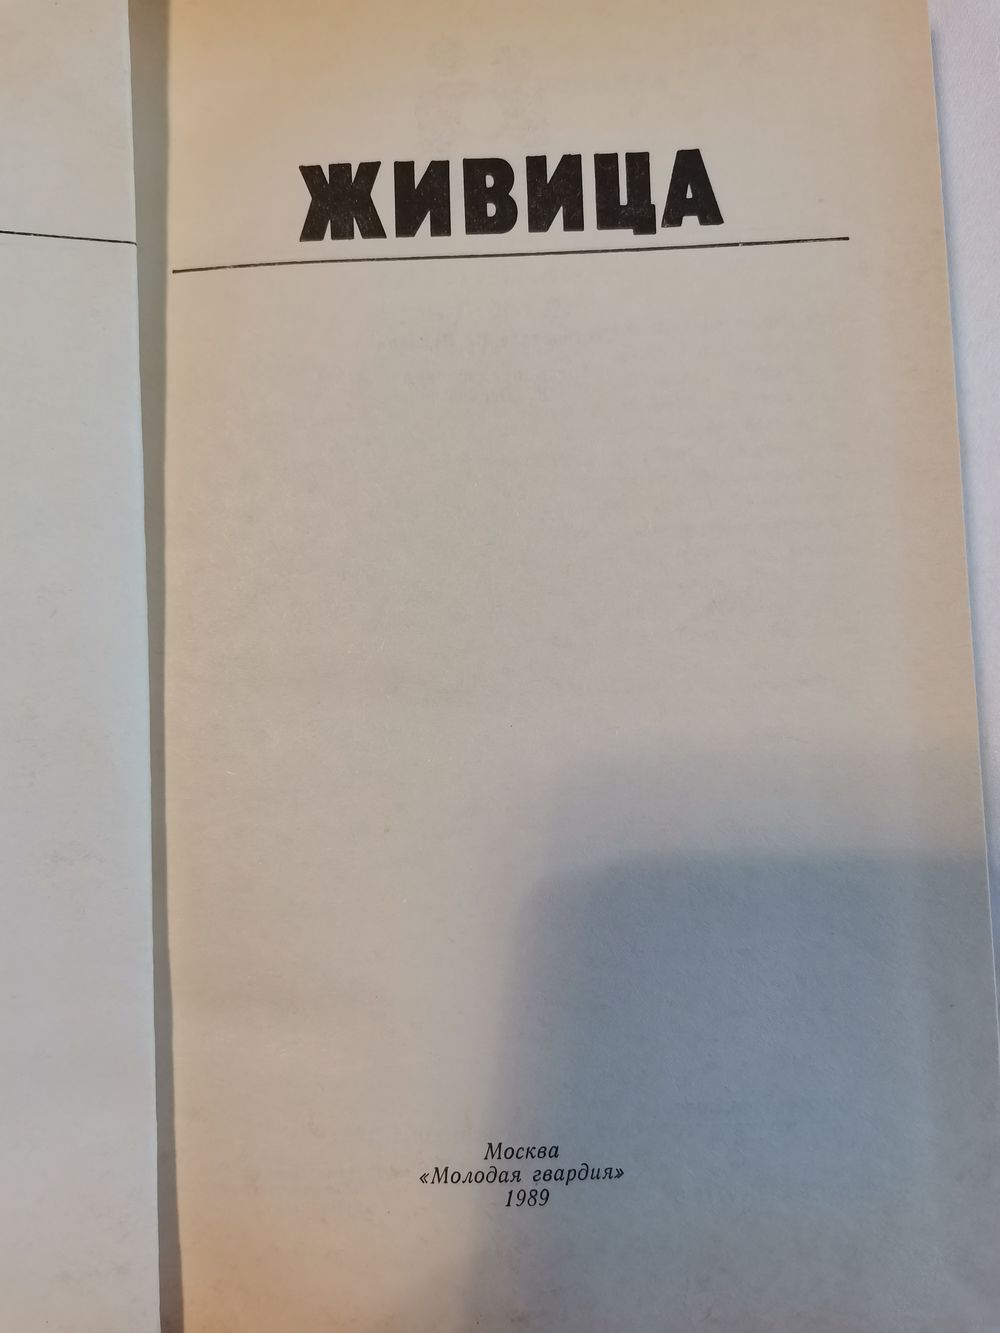 ЖИВИЦА
Москва
«Молодая гвардия»
1989